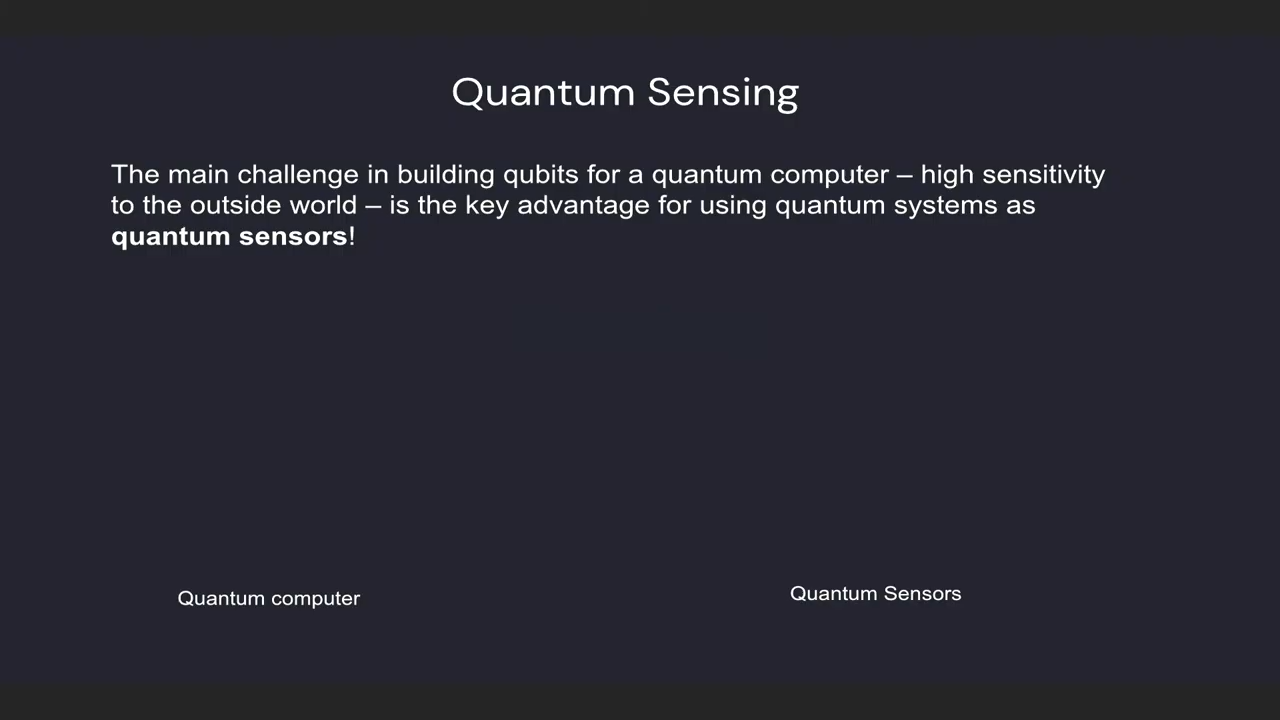 Quantum Sensing
The main challenge in building qubits for a quantum computer – high sensitivity
to the outside world – is the key advantage for using quantum systems as
quantum sensors!
Quantum computer
Quantum Sensors